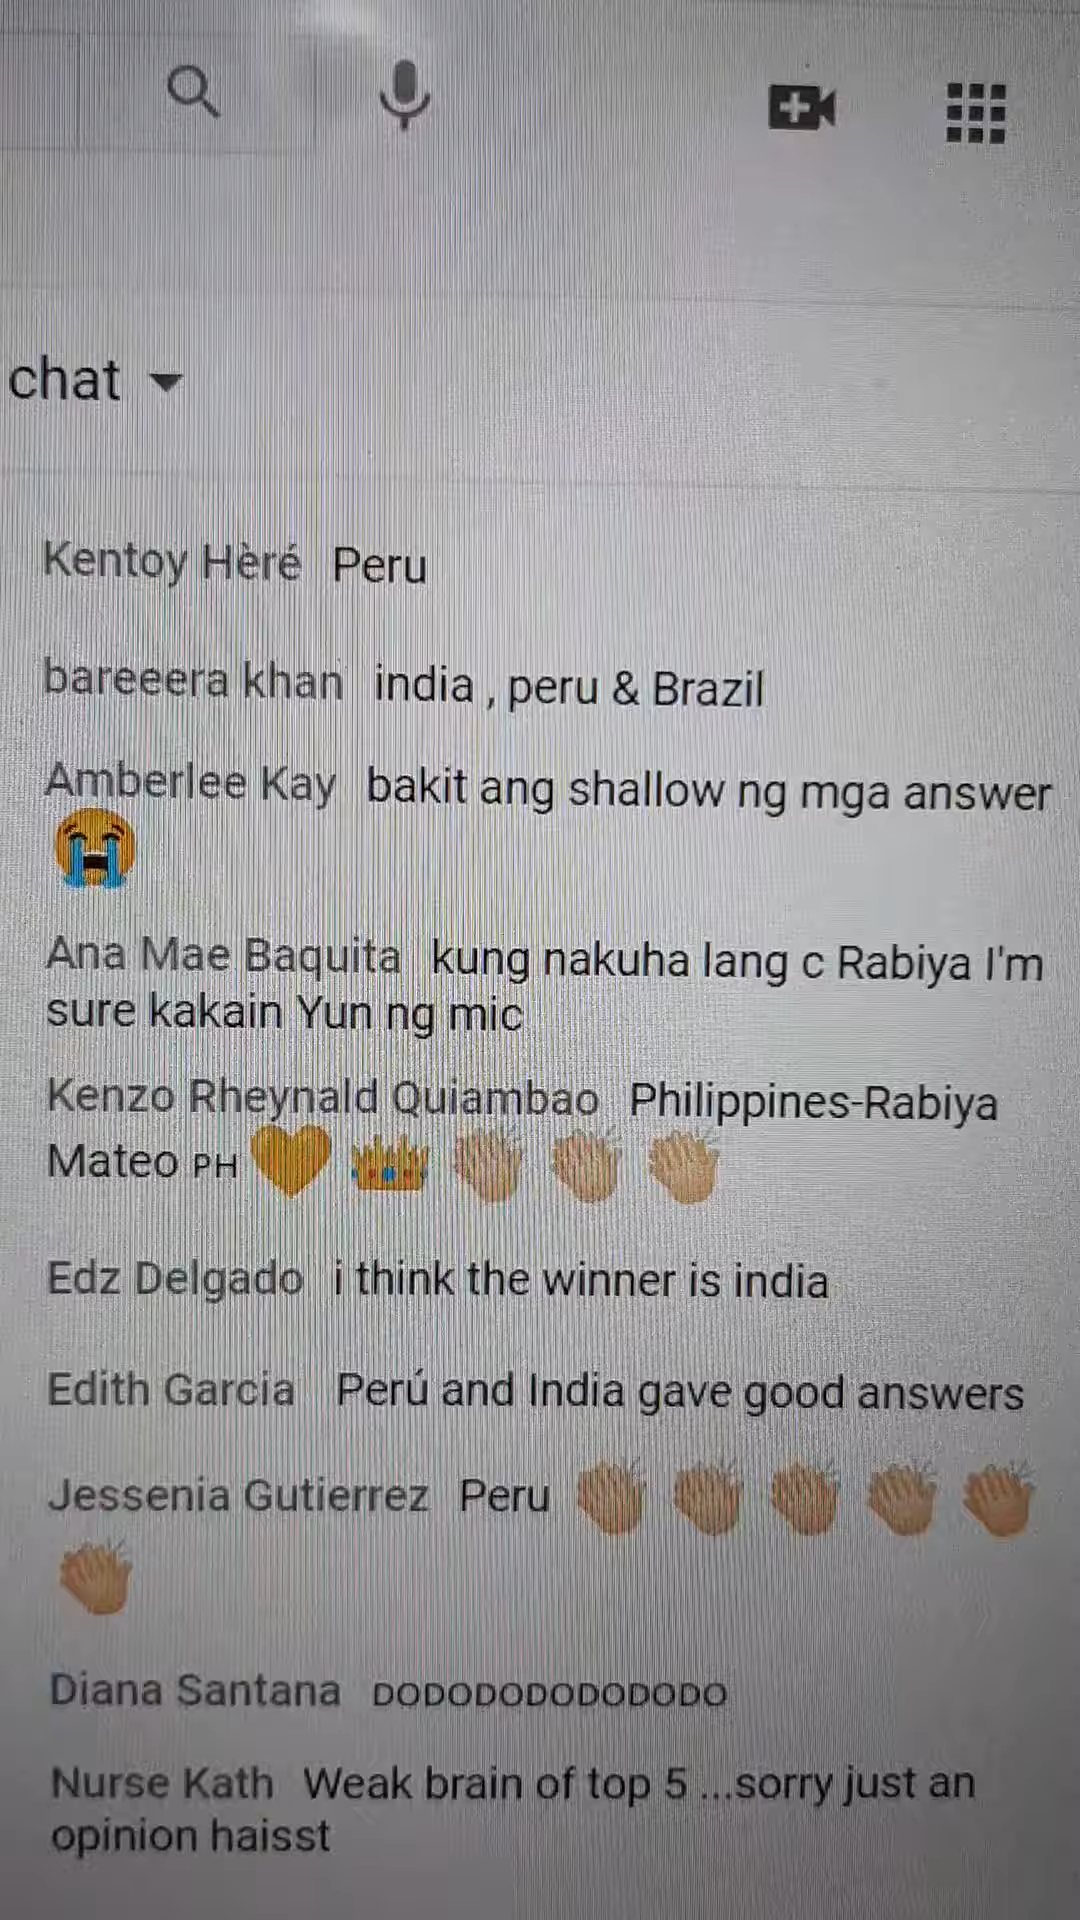 chat
Kentoy Hèré Peru
bareeera khan india , peru & Brazil
Amberlee Kay bakit ang shallow ng mga answer
😭
Ana Mae Baquita kung nakuha lang c Rabiya I'm
sure kakain Yun ng mic
Kenzo Rheynald Quiambao Philippines-Rabiya
Mateo PH 💛 👑 👏🏼 👏🏼 👏🏼
Edz Delgado i think the winner is india
Edith Garcia Perú and India gave good answers
Jessenia Gutierrez Peru 👏🏼 👏🏼 👏🏼 👏🏼 👏🏼
👏🏼
Diana Santana DODODODODODODO
Nurse Kath Weak brain of top 5 ...sorry just an
opinion haisst